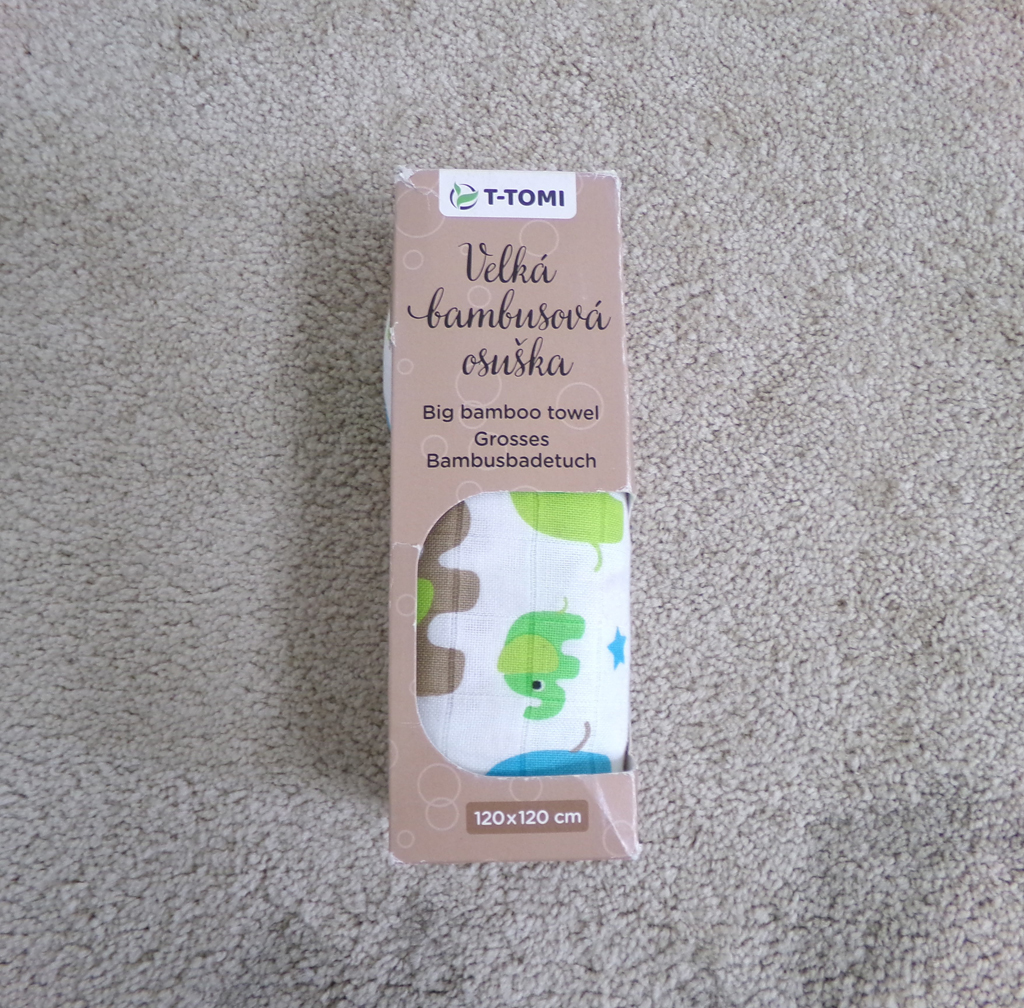 T-TOMI
Velká
bambusová
osuška
Big bamboo towel
Grosses
Bambusbadetuch
120x120 cm